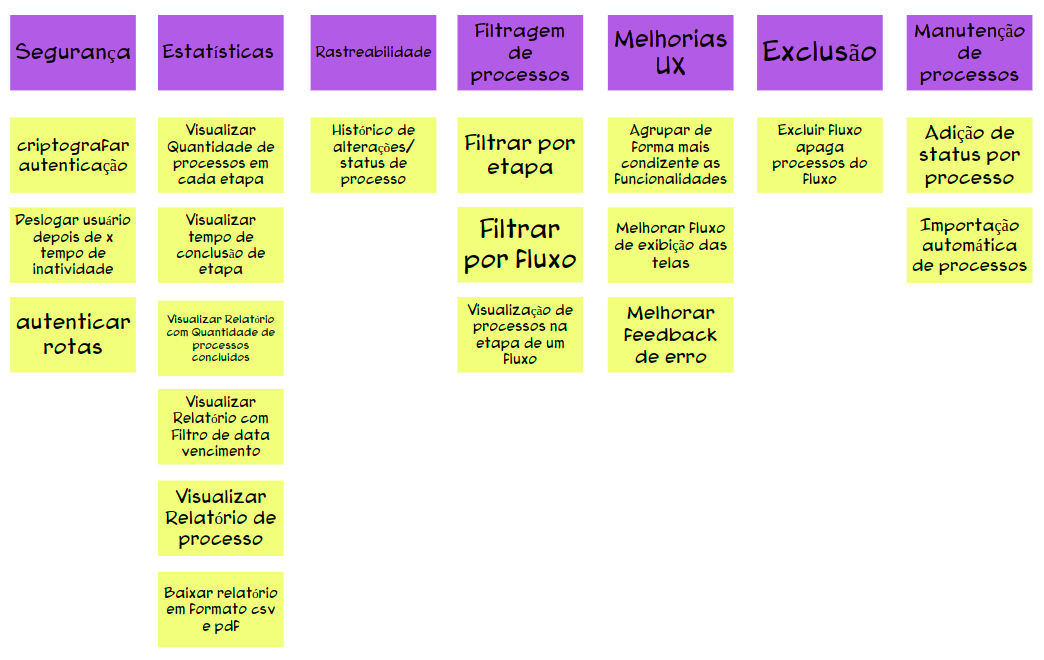 Segurança
Estatísticas
Rastreabilidade
Filtragem
de
processos
Melhorias
UX
Exclusão
Manutenção
de
processos
criptografar
autenticação
Visualizar
Quantidade de
processos em
cada etapa
Histórico de
alterações/
status de
processo
Filtrar por
etapa
Agrupar de
forma mais
condizente as
funcionalidades
Excluir fluxo
apaga
processos do
fluxo
Adição de
status por
processo
Deslogar usuário
depois de x
tempo de
inatividade
Visualizar
tempo de
conclusão de
etapa
Filtrar
por fluxo
Melhorar fluxo
de exibição das
telas
Importação
automática
de processos
autenticar
rotas
Visualizar Relatório
com Quantidade de
processos
concluidos
Visualização de
processos na
etapa de um
fluxo
Melhorar
feedback
de erro
Visualizar
Relatório com
Filtro de data
vencimento
Visualizar
Relatório de
processo
Baixar relatório
em formato csv
e pdf